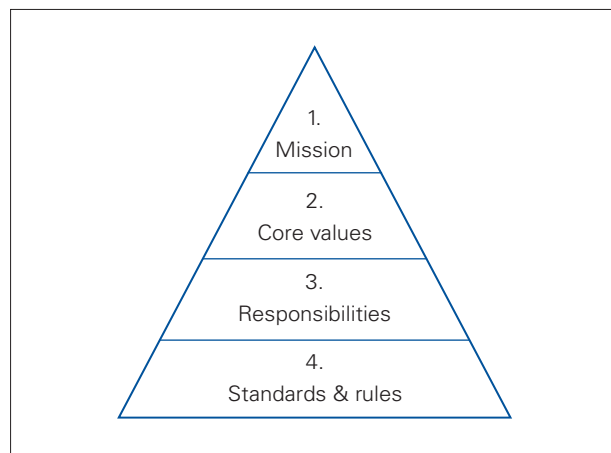 1.
Mission
2.
Core values
3.
Responsibilities
4.
Standards & rules